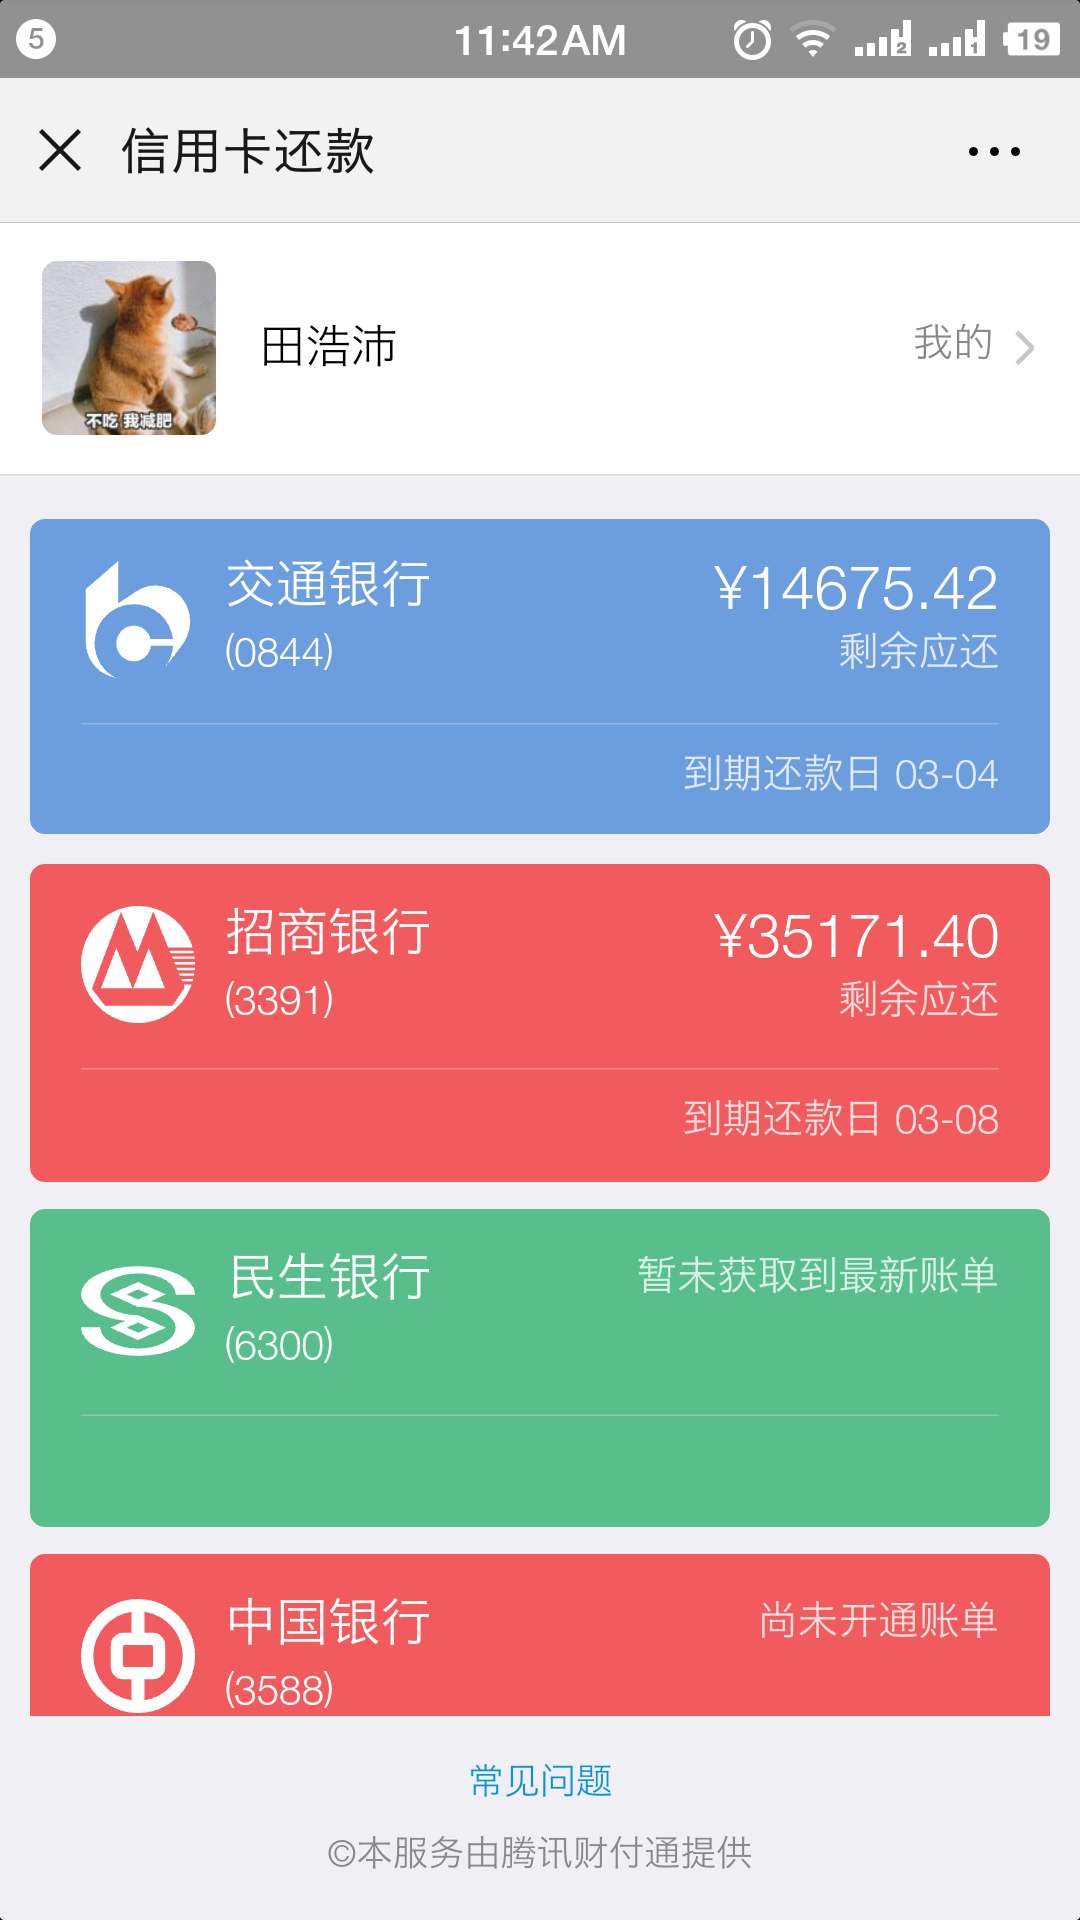 5
11:42AM
2
1
19
信用卡还款
不吃 我减肥
田浩沛
我的
交通银行
¥14675.42
(0844)
剩余应还
到期还款日 03-04
招商银行
¥35171.40
(3391)
剩余应还
到期还款日 03-08
民生银行
暂未获取到最新账单
(6300)
中国银行
尚未开通账单
(3588)
常见问题
©本服务由腾讯财付通提供